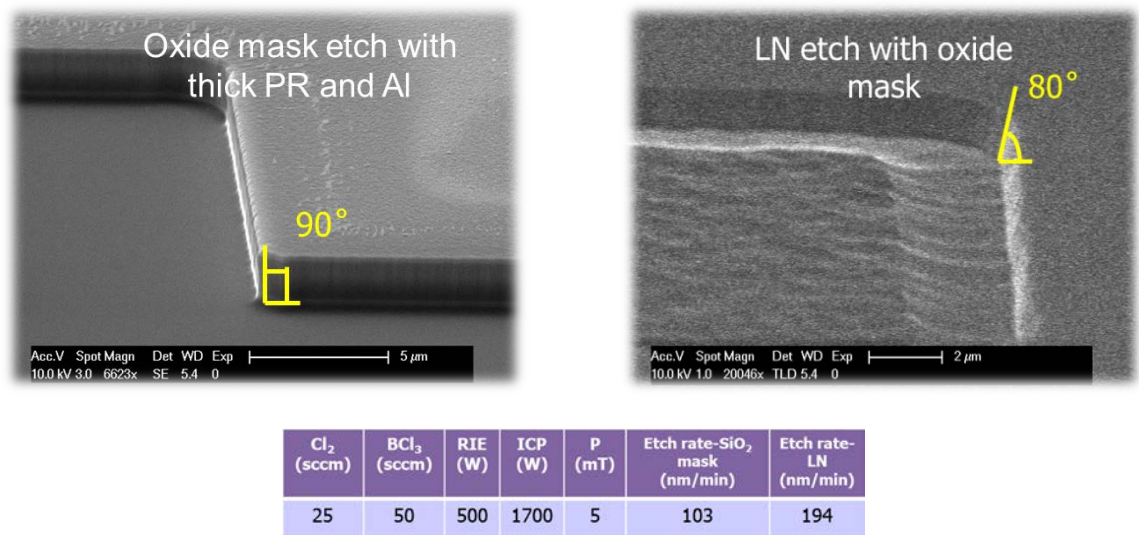 Oxide mask etch with
thick PR and Al
90°
Acc.V Spot Magn Det WD Exp 5 μm
10.0 kV 3.0 6623x SE 5.4 0
LN etch with oxide
mask
80°
Acc.V Spot Magn Det WD Exp 2 μm
10.0 kV 1.0 20046x TLD 5.4 0
Cl₂ (sccm) BCl₃ (sccm) RIE (W) ICP (W) P (mT) Etch rate-SiO₂ mask (nm/min) Etch rate-LN (nm/min)
25 50 500 1700 5 103 194